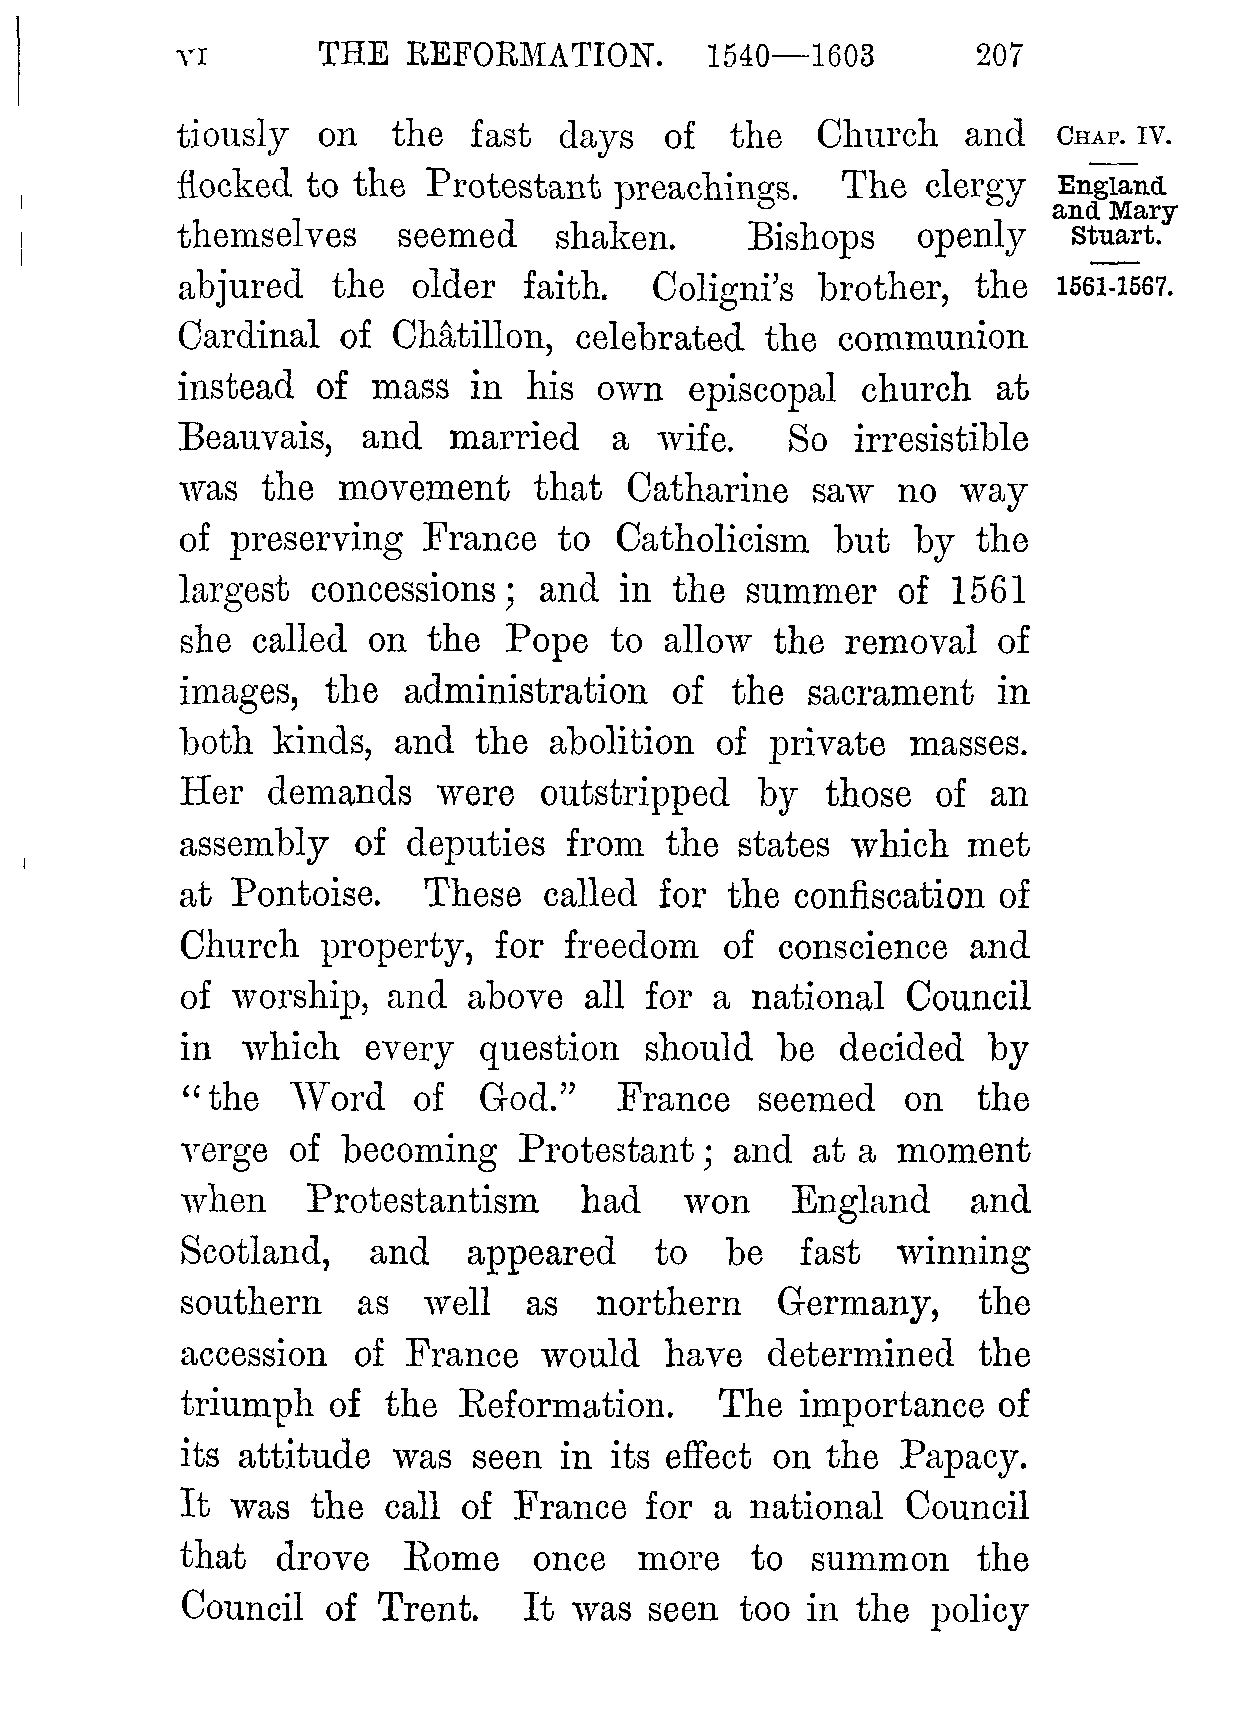 VI THE REFORMATION. 1540—1603 207
tiously on the fast days of the Church and
flocked to the Protestant preachings. The clergy
themselves seemed shaken. Bishops openly
abjured the older faith. Coligni's brother, the
Cardinal of Châtillon, celebrated the communion
instead of mass in his own episcopal church at
Beauvais, and married a wife. So irresistible
was the movement that Catharine saw no way
of preserving France to Catholicism but by the
largest concessions; and in the summer of 1561
she called on the Pope to allow the removal of
images, the administration of the sacrament in
both kinds, and the abolition of private masses.
Her demands were outstripped by those of an
assembly of deputies from the states which met
at Pontoise. These called for the confiscation of
Church property, for freedom of conscience and
of worship, and above all for a national Council
in which every question should be decided by
"the Word of God." France seemed on the
verge of becoming Protestant; and at a moment
when Protestantism had won England and
Scotland, and appeared to be fast winning
southern as well as northern Germany, the
accession of France would have determined the
triumph of the Reformation. The importance of
its attitude was seen in its effect on the Papacy.
It was the call of France for a national Council
that drove Rome once more to summon the
Council of Trent. It was seen too in the policy
CHAP. IV.
England
and Mary
Stuart.
1561-1567.